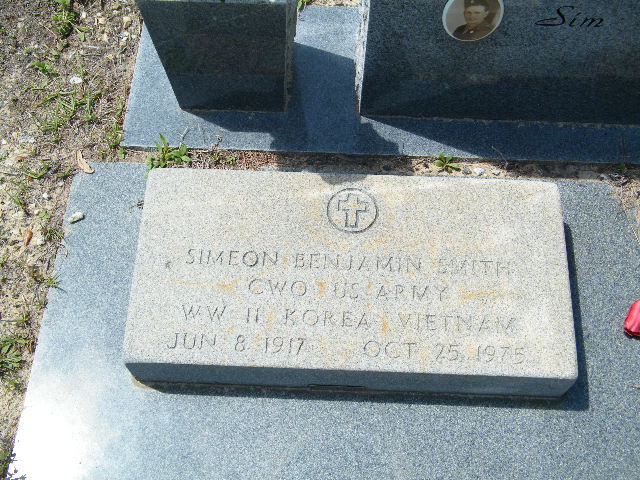 Sim
SIMEON BENJAMIN SMITH
CWO US ARMY
WW II KOREA VIETNAM
JUN 8 1917 OCT 25 1975